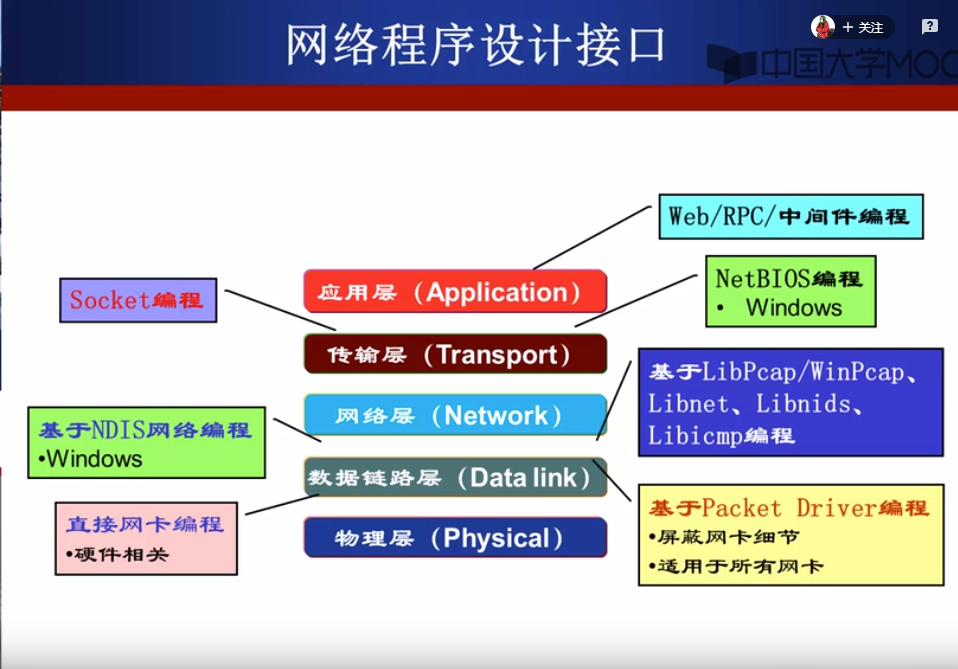 网络程序设计接口
+ 关注
?
中国大学MOO
Web/RPC/中间件编程
NetBIOS编程
• Windows
Socket编程
应用层（Application）
传输层（Transport）
基于LibPcap/WinPcap、
Libnet、Libnids、
Libicmp编程
网络层（Network）
基于NDIS网络编程
•Windows
数据链路层（Data link）
直接网卡编程
•硬件相关
基于Packet Driver编程
•屏蔽网卡细节
•适用于所有网卡
物理层（Physical）